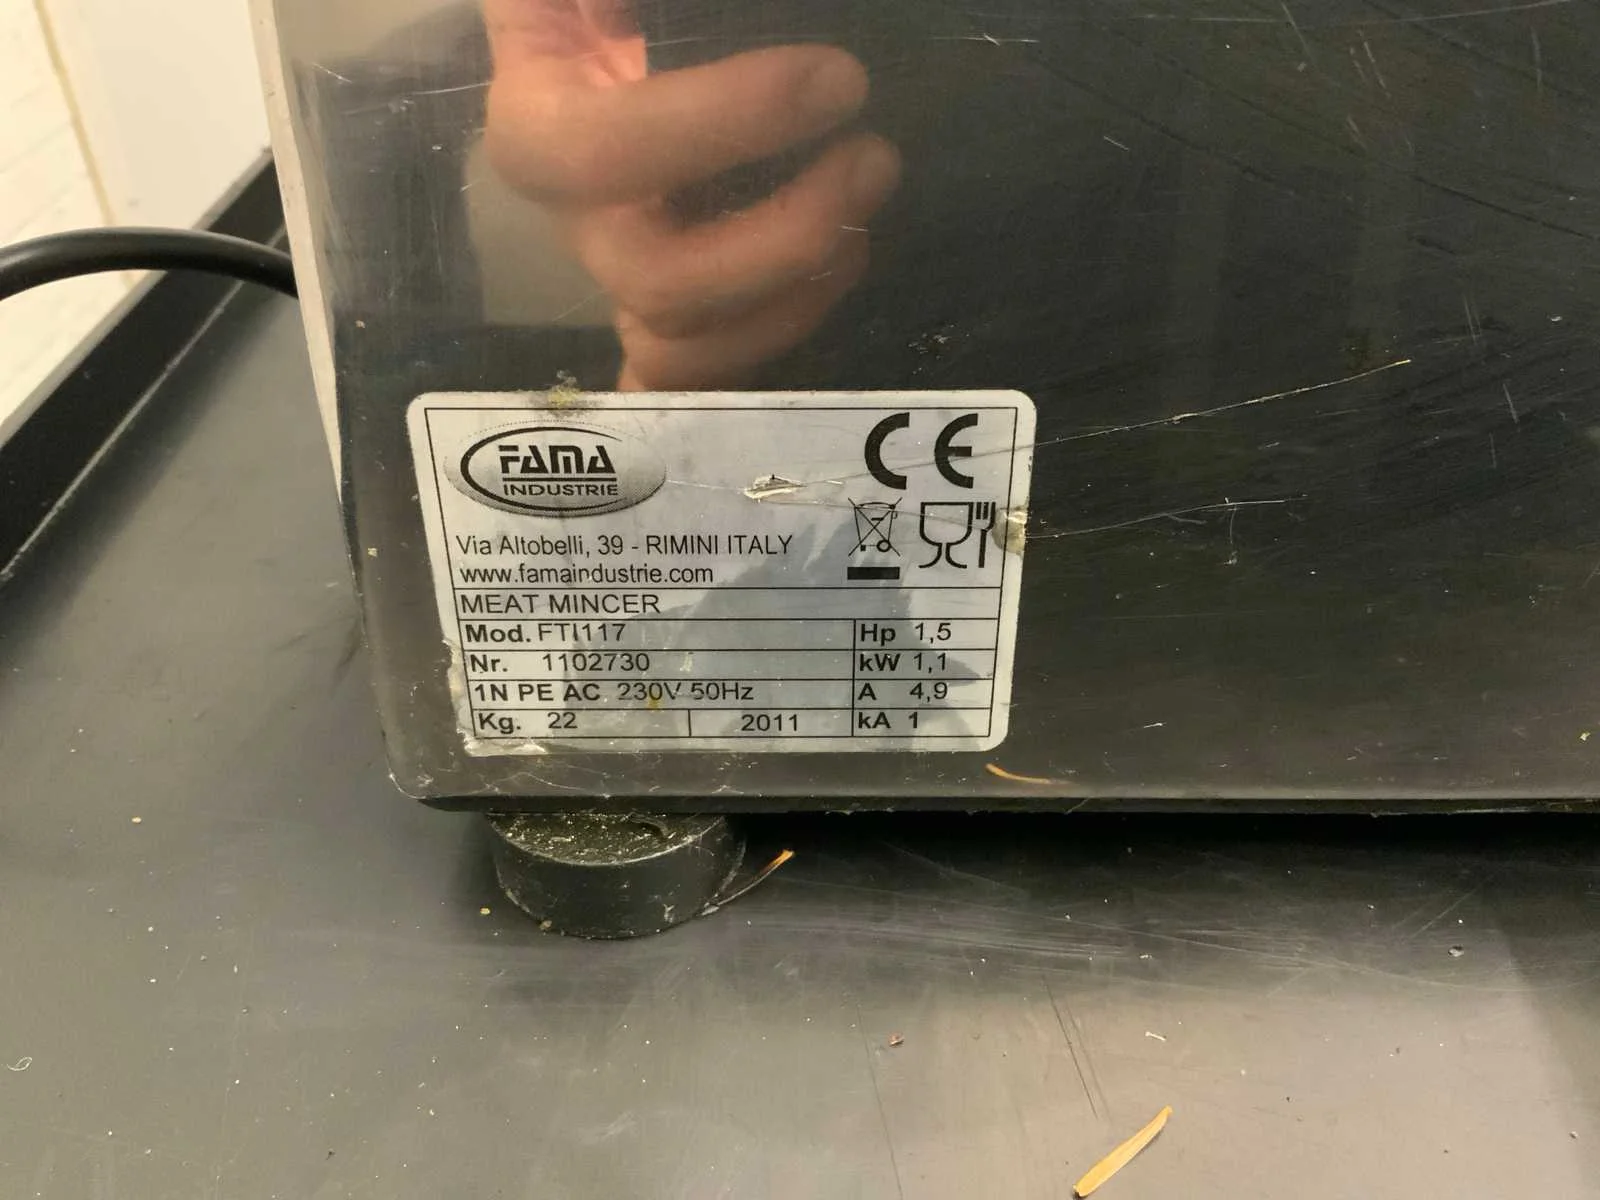 FAMA
INDUSTRIE
CE
Via Altobelli, 39 - RIMINI ITALY
www.famaindustrie.com
MEAT MINCER
Mod. FTI117 Hp 1,5
Nr. 1102730 kW 1,1
1N PE AC 230V 50Hz A 4,9
Kg. 22 2011 kA 1